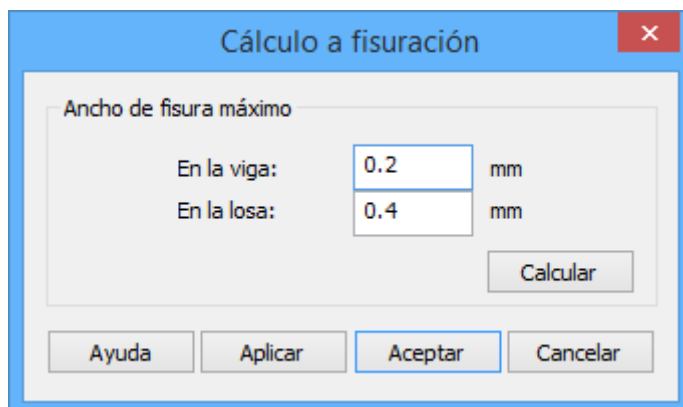 Cálculo a fisuración
Ancho de fisura máximo
En la viga: 0.2 mm
En la losa: 0.4 mm
Calcular
Ayuda Aplicar Aceptar Cancelar